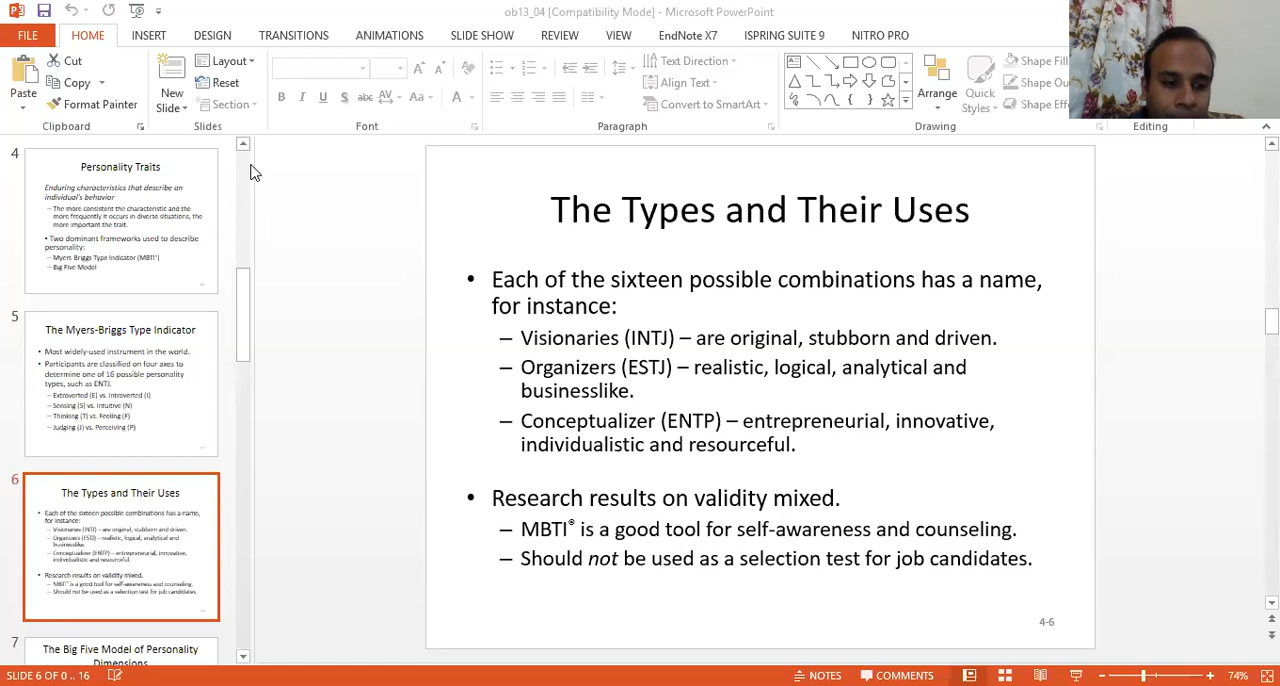 ob13_04 [Compatibility Mode] - Microsoft PowerPoint
FILE HOME INSERT DESIGN TRANSITIONS ANIMATIONS SLIDE SHOW REVIEW VIEW EndNote X7 ISPRING SUITE 9 NITRO PRO
Paste
Cut
Copy
Format Painter
Clipboard
New
Slide
Layout
Reset
Section
Slides
B I U S abc AV Aa A
Font
Text Direction
Align Text
Convert to SmartArt
Paragraph
Arrange
Quick
Styles
Shape Fill
Shape Ou
Shape Effe
Drawing
Editing
4
Personality Traits
Enduring characteristics that describe an
individual's behavior
– The more consistent the characteristic and the
more frequently it occurs in diverse situations, the
more important the trait.
• Two dominant frameworks used to describe
personality:
– Myers Briggs Type Indicator (MBTI®)
– Big Five Model
5
The Myers-Briggs Type Indicator
• Most widely-used instrument in the world.
• Participants are classified on four axes to
determine one of 16 possible personality
types, such as ENTJ.
– Extroverted (E) vs. Introverted (I)
– Sensing (S) vs. Intuitive (N)
– Thinking (T) vs. Feeling (F)
– Judging (J) vs. Perceiving (P)
6
The Types and Their Uses
• Each of the sixteen possible combinations has a name,
for instance:
– Visionaries (INTJ) – are original, stubborn and driven.
– Organizers (ESTJ) – realistic, logical, analytical and
businesslike.
– Conceptualizer (ENTP) – entrepreneurial, innovative,
individualistic and resourceful.
• Research results on validity mixed.
– MBTI® is a good tool for self-awareness and counseling.
– Should not be used as a selection test for job candidates.
7
The Big Five Model of Personality
Dimensions
The Types and Their Uses
• Each of the sixteen possible combinations has a name,
for instance:
– Visionaries (INTJ) – are original, stubborn and driven.
– Organizers (ESTJ) – realistic, logical, analytical and
businesslike.
– Conceptualizer (ENTP) – entrepreneurial, innovative,
individualistic and resourceful.
• Research results on validity mixed.
– MBTI® is a good tool for self-awareness and counseling.
– Should not be used as a selection test for job candidates.
4-6
SLIDE 6 OF 0 .. 16
NOTES COMMENTS 74%